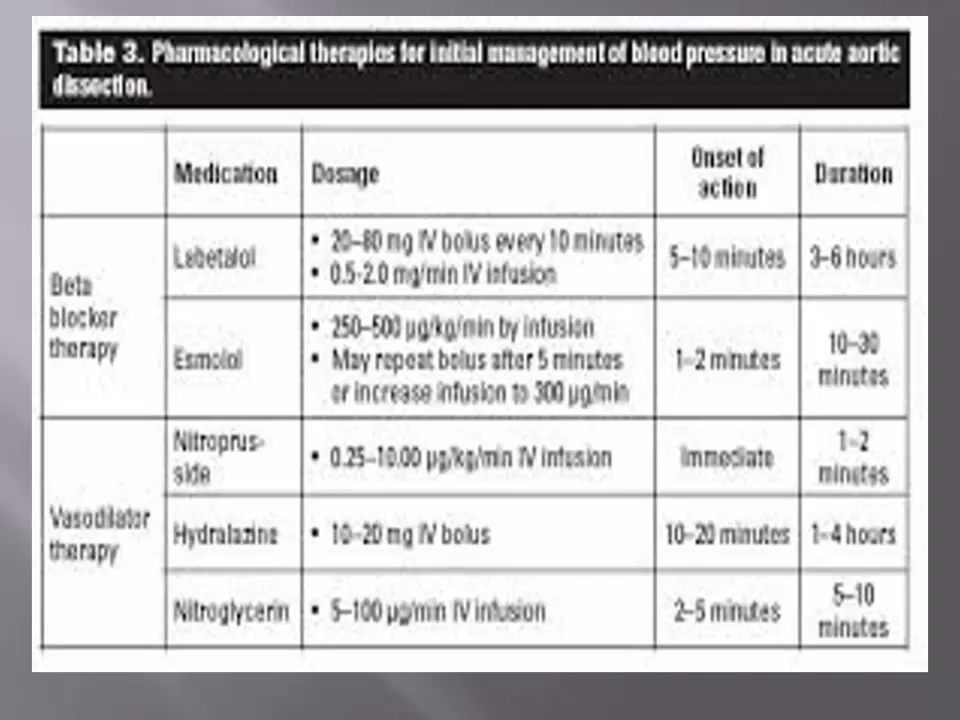 Table 3. Pharmacological therapies for initial management of blood pressure in acute aortic
dissection.
Medication
Dosage
Onset of
action
Duration
Beta
blocker
therapy
Labetalol
• 20–80 mg IV bolus every 10 minutes
• 0.5-2.0 mg/min IV infusion
5–10 minutes
3–6 hours
Esmolol
• 250–500 µg/kg/min by infusion
• May repeat bolus after 5 minutes
or increase infusion to 300 µg/min
1–2 minutes
10–30
minutes
Vasodilator
therapy
Nitroprus-
side
• 0.25–10.00 µg/kg/min IV infusion
Immediate
1–2
minutes
Hydralazine
• 10–20 mg IV bolus
10–20 minutes
1–4 hours
Nitroglycerin
• 5–100 µg/min IV infusion
2–5 minutes
5–10
minutes